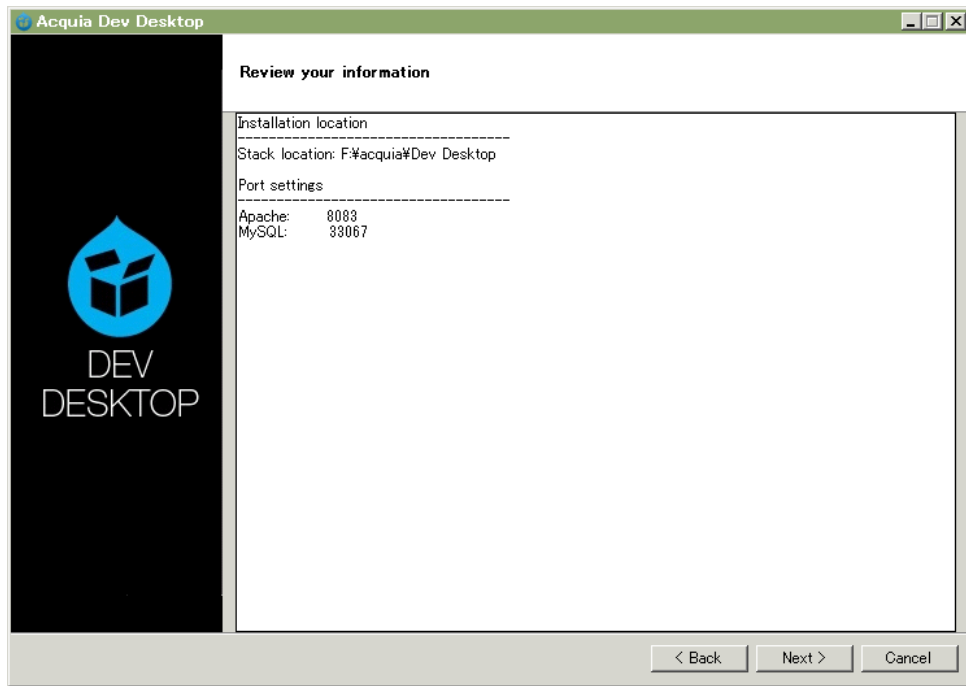 Acquia Dev Desktop
Review your information
Installation location
-----------------------------------
Stack location: F:¥acquia¥Dev Desktop
Port settings
-----------------------------------
Apache: 8083
MySQL: 33067
DEV
DESKTOP
< Back Next > Cancel